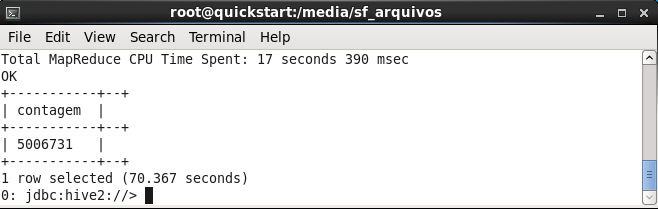 root@quickstart:/media/sf_arquivos
File Edit View Search Terminal Help
Total MapReduce CPU Time Spent: 17 seconds 390 msec
OK
+-----------+--+
| contagem  |
+-----------+--+
| 5006731   |
+-----------+--+
1 row selected (70.367 seconds)
0: jdbc:hive2://>